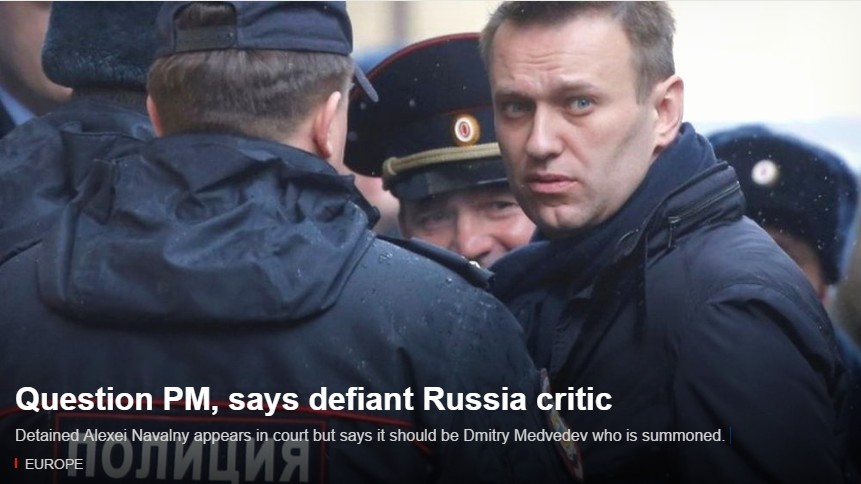 Question PM, says defiant Russia critic
Detained Alexei Navalny appears in court but says it should be Dmitry Medvedev who is summoned.
EUROPE
ПОЛИЦИЯ